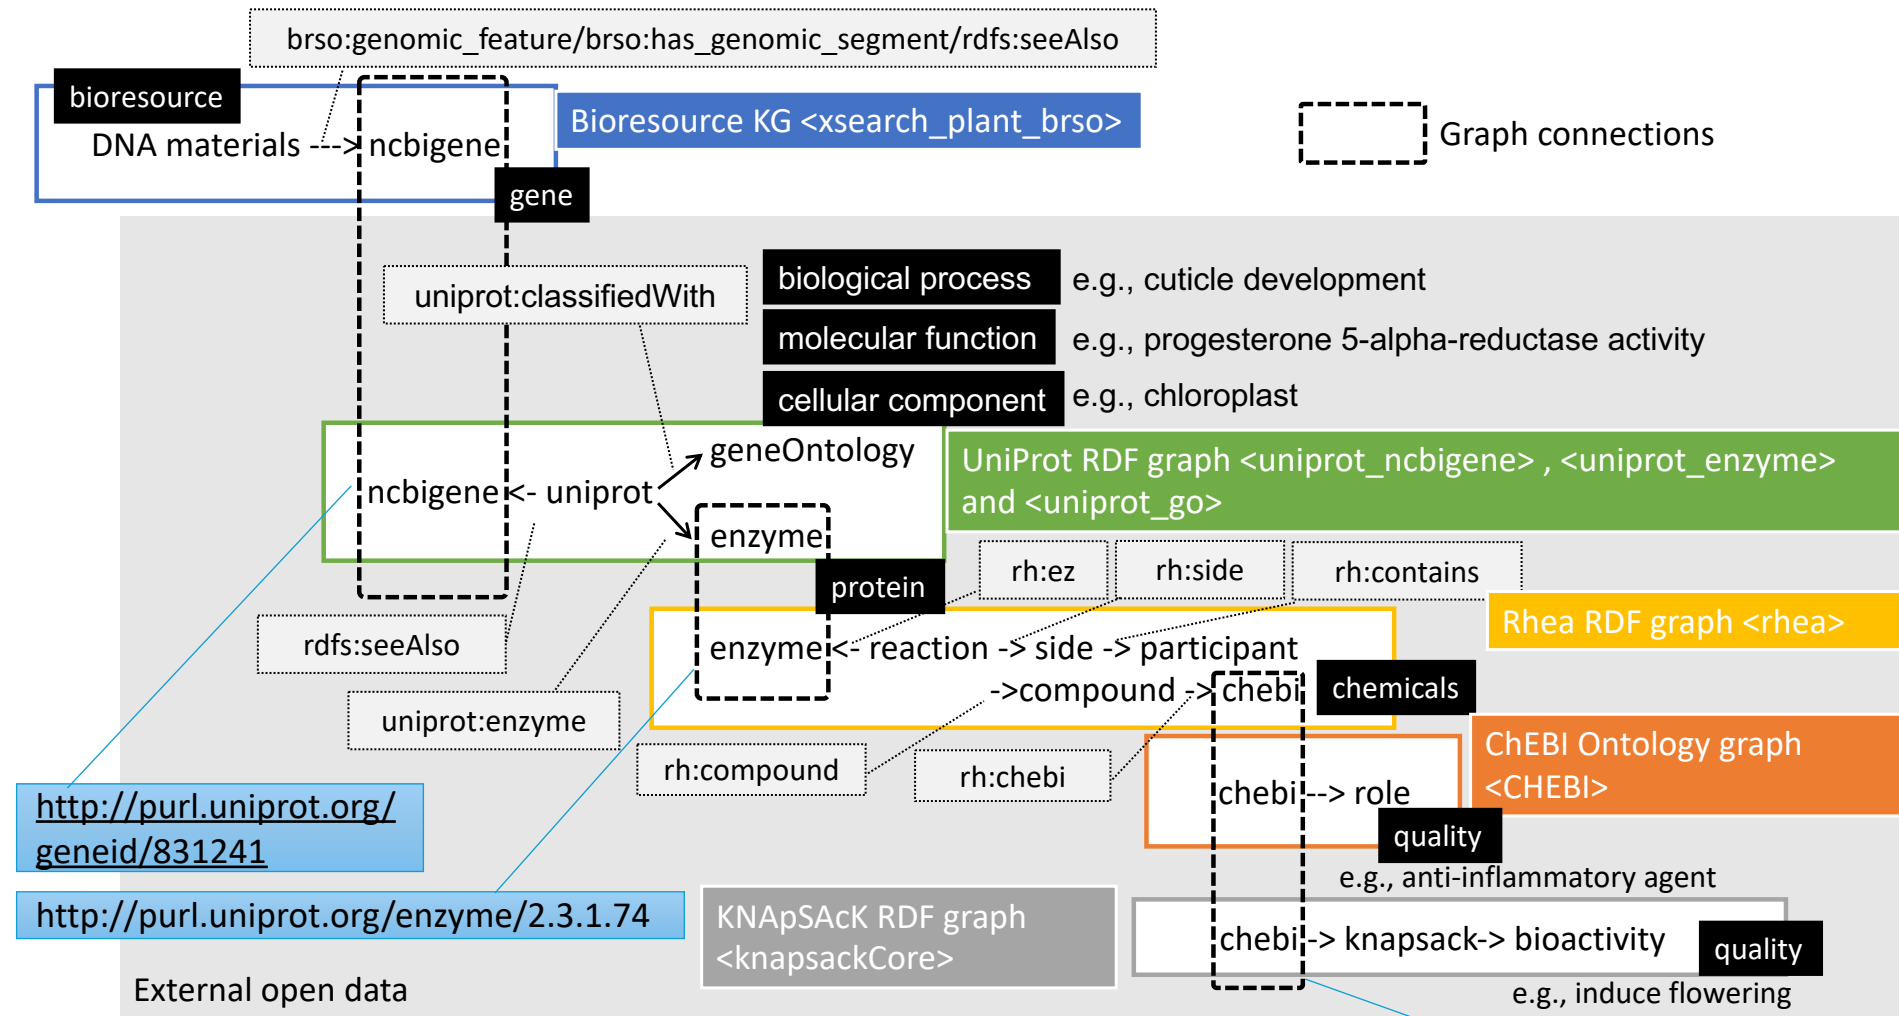 brso:genomic_feature/brso:has_genomic_segment/rdfs:seeAlso
bioresource
DNA materials ---> ncbigene
gene
Bioresource KG <xsearch_plant_brso>
Graph connections
uniprot:classifiedWith
biological process e.g., cuticle development
molecular function e.g., progesterone 5-alpha-reductase activity
cellular component e.g., chloroplast
geneOntology
ncbigene <- uniprot
enzyme
UniProt RDF graph <uniprot_ncbigene> , <uniprot_enzyme>
and <uniprot_go>
protein
rh:ez
rh:side
rh:contains
rdfs:seeAlso
enzyme <- reaction -> side -> participant
->compound -> chebi
chemicals
Rhea RDF graph <rhea>
uniprot:enzyme
rh:compound
rh:chebi
chebi --> role
quality
ChEBI Ontology graph
<CHEBI>
e.g., anti-inflammatory agent
http://purl.uniprot.org/
geneid/831241
http://purl.uniprot.org/enzyme/2.3.1.74
KNApSAcK RDF graph
<knapsackCore>
chebi -> knapsack-> bioactivity
quality
e.g., induce flowering
External open data